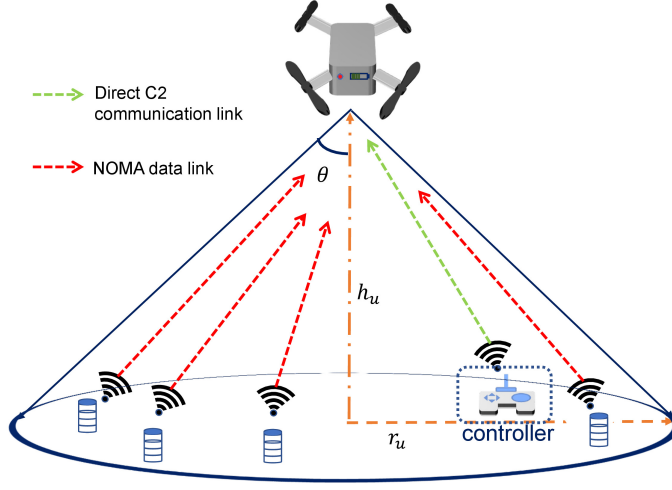 Direct C2
communication link
NOMA data link
θ
h_u
r_u
controller